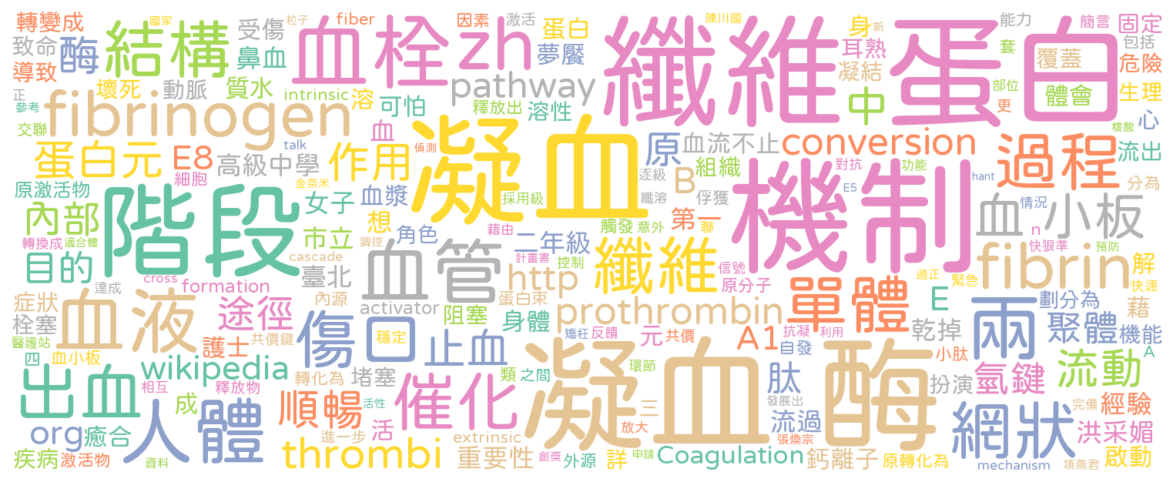 轉變成 國家 受傷 因素 fiber 粒子 激活 蛋白 陳川國 身 新 能力 簡言 固定
致命 酶 結構 鼻血 血栓 zh 夢魘 纖維蛋白 耳熟 套 覆蓋 包括 危險
導致 壞死 動脈 質水 intrinsic 溶 可怕 pathway 釋放出 溶性 凝結 中 部位 更 體會 生理
正 參考 交聯 fibrinogen 血 talk 偵測 凝血 原 血流不止 conversion 過程 核酸 心 流出
蛋白元 E8 高級中學 作用 組織 逐級 B 對抗 功能 hant 分為
原激活物 細胞 金奈米 血漿 採用級 纖溶 俘獲 機制 E5
內部 階段 女子 想 角色 藉由 觸發 意外 聯 第一 血 小板 n 情況 快狠準 預防
轉換成 適合體 市立 調控 二年級 計畫書 控制 纖維 信號 原分子 fibrin 解
目的 cascade 血管 http 過正 緊急 快速
達成 cross formation 臺北 prothrombin 單體 E 劃分為 藉
症狀 血液 途徑 內源 activator 蛋白束 阻塞 身體 A1 兩 聚體 機能
栓塞 傷口 穩定 止血 矯枉 反饋 元 共價 抗凝 利用 乾掉
醫護站 四 血小板 護士 共價鍵 環節 自發 小肽 A
wikipedia 轉化為 堵塞 類 之間 凝血酶 肽 扮演 氫鍵 流動
出血 相互 釋放物 催化 發展出 完備 經驗
人體 成 順暢 活性 活 三 放大 流過 網狀 洪采媚
org 癒合 進一步 extrinsic 張煥宗
疾病 激活物 資料 thrombi 重要性 創獎 外源 申請 詳 Coagulation 鈣離子 原轉化為 mechanism 項燕君 啟動